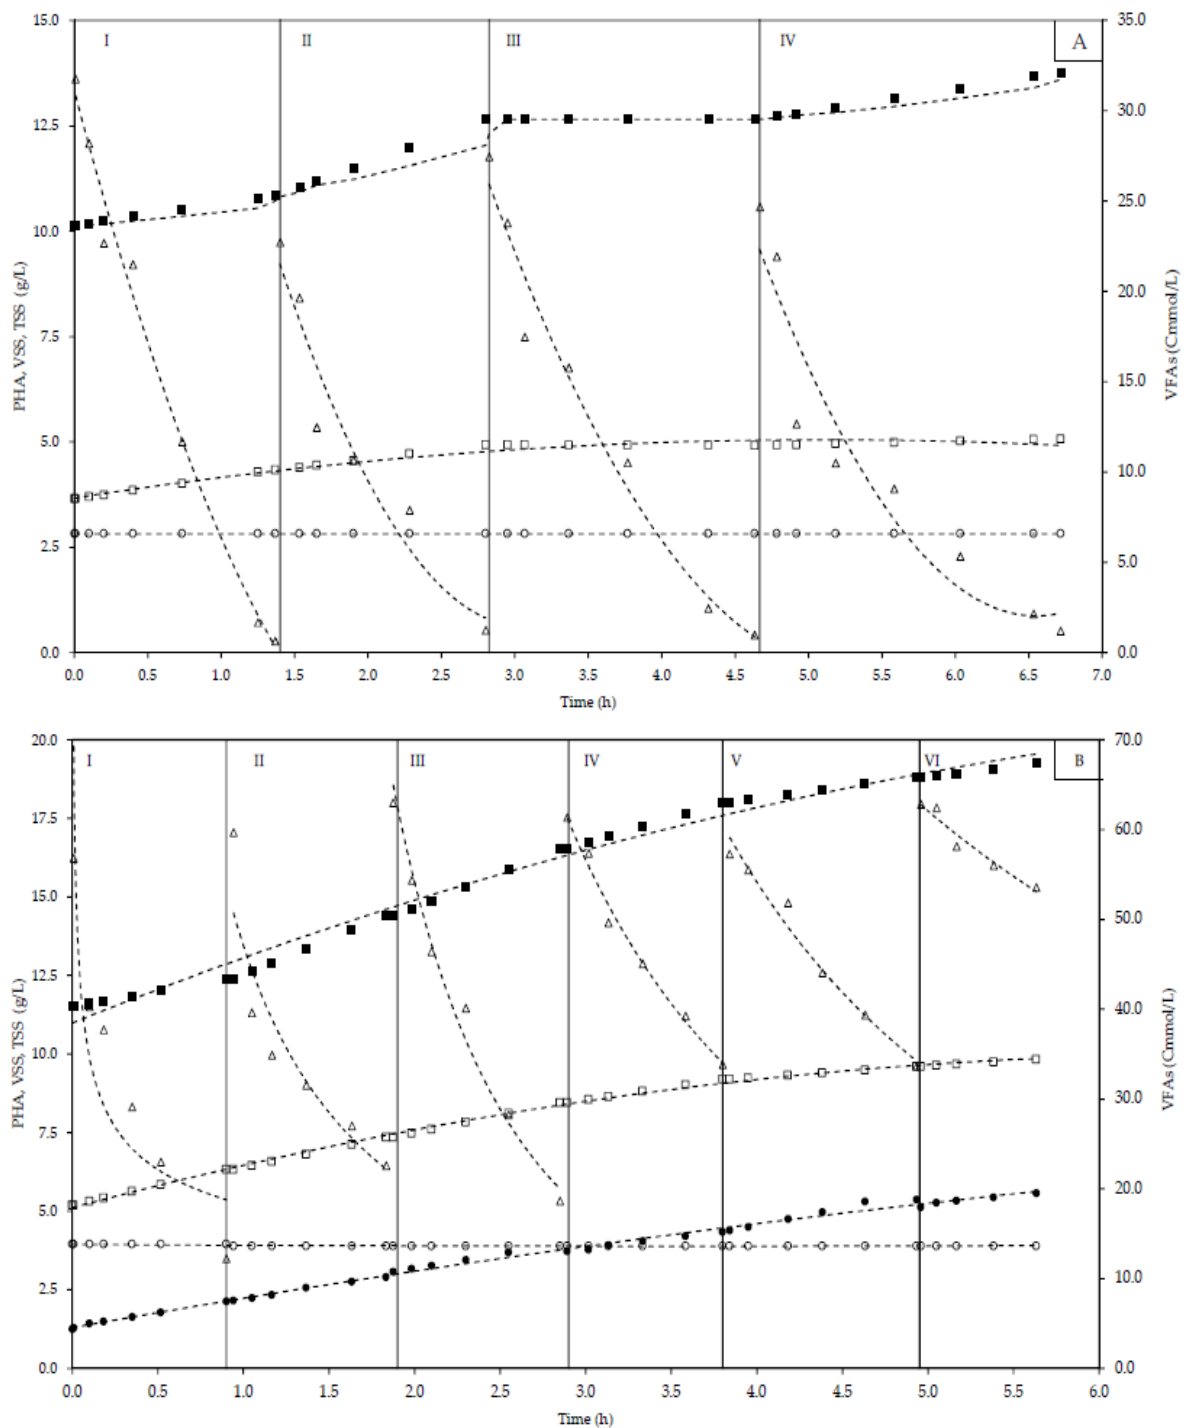 15.0
12.5
10.0
7.5
5.0
2.5
0.0
PHA, VSS, TSS (g/L)
I
II
III
IV
A
35.0
30.0
25.0
20.0
15.0
10.0
5.0
0.0
VFAs (Cmmol/L)
0.0 0.5 1.0 1.5 2.0 2.5 3.0 3.5 4.0 4.5 5.0 5.5 6.0 6.5 7.0
Time (h)
20.0
17.5
15.0
12.5
10.0
7.5
5.0
2.5
0.0
PHA, VSS, TSS (g/L)
I
II
III
IV
V
VI
B
70.0
60.0
50.0
40.0
30.0
20.0
10.0
0.0
VFAs (Cmmol/L)
0.0 0.5 1.0 1.5 2.0 2.5 3.0 3.5 4.0 4.5 5.0 5.5 6.0
Time (h)